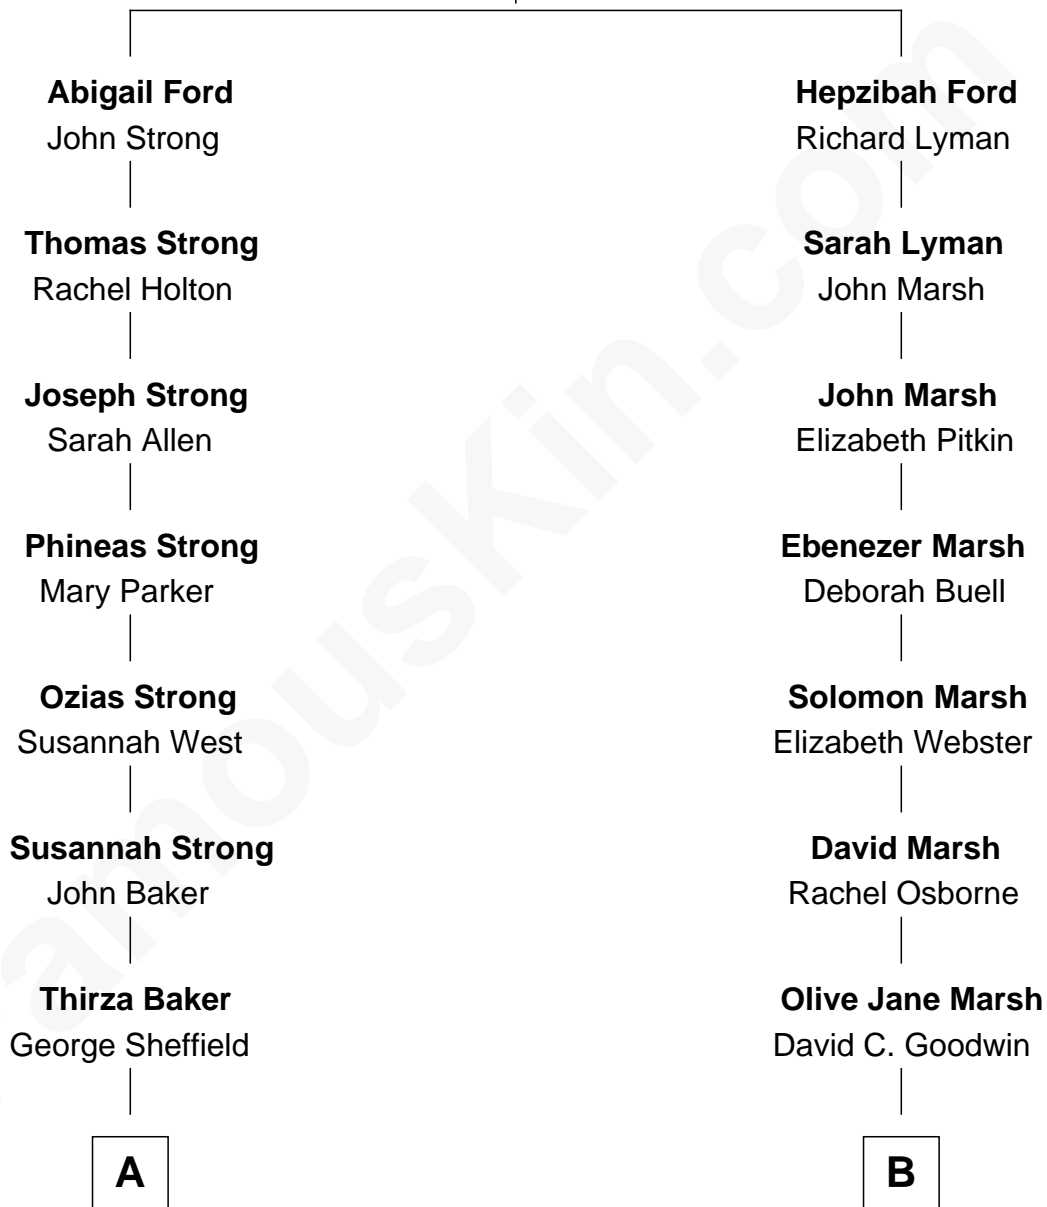 Abigail Ford
John Strong
Thomas Strong
Rachel Holton
Joseph Strong
Sarah Allen
Phineas Strong
Mary Parker
Ozias Strong
Susannah West
Susannah Strong
John Baker
Thirza Baker
George Sheffield
A
Hepzibah Ford
Richard Lyman
Sarah Lyman
John Marsh
John Marsh
Elizabeth Pitkin
Ebenezer Marsh
Deborah Buell
Solomon Marsh
Elizabeth Webster
David Marsh
Rachel Osborne
Olive Jane Marsh
David C. Goodwin
B
amouskin.com